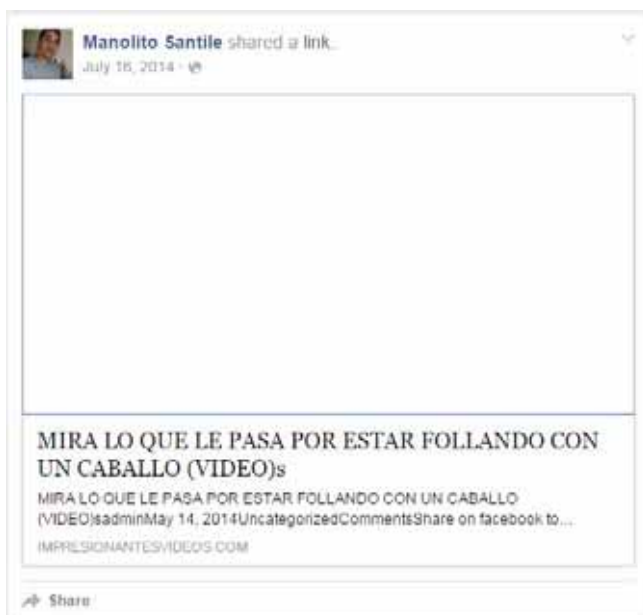 Manolito Santile shared a link.
July 16, 2014 ·
MIRA LO QUE LE PASA POR ESTAR FOLLANDO CON
UN CABALLO (VIDEO)s
MIRA LO QUE LE PASA POR ESTAR FOLLANDO CON UN CABALLO
(VIDEO)sadminMay 14, 2014UncategorizedCommentsShare on facebook to...
IMPRESIONANTESVIDEOS.COM
Share